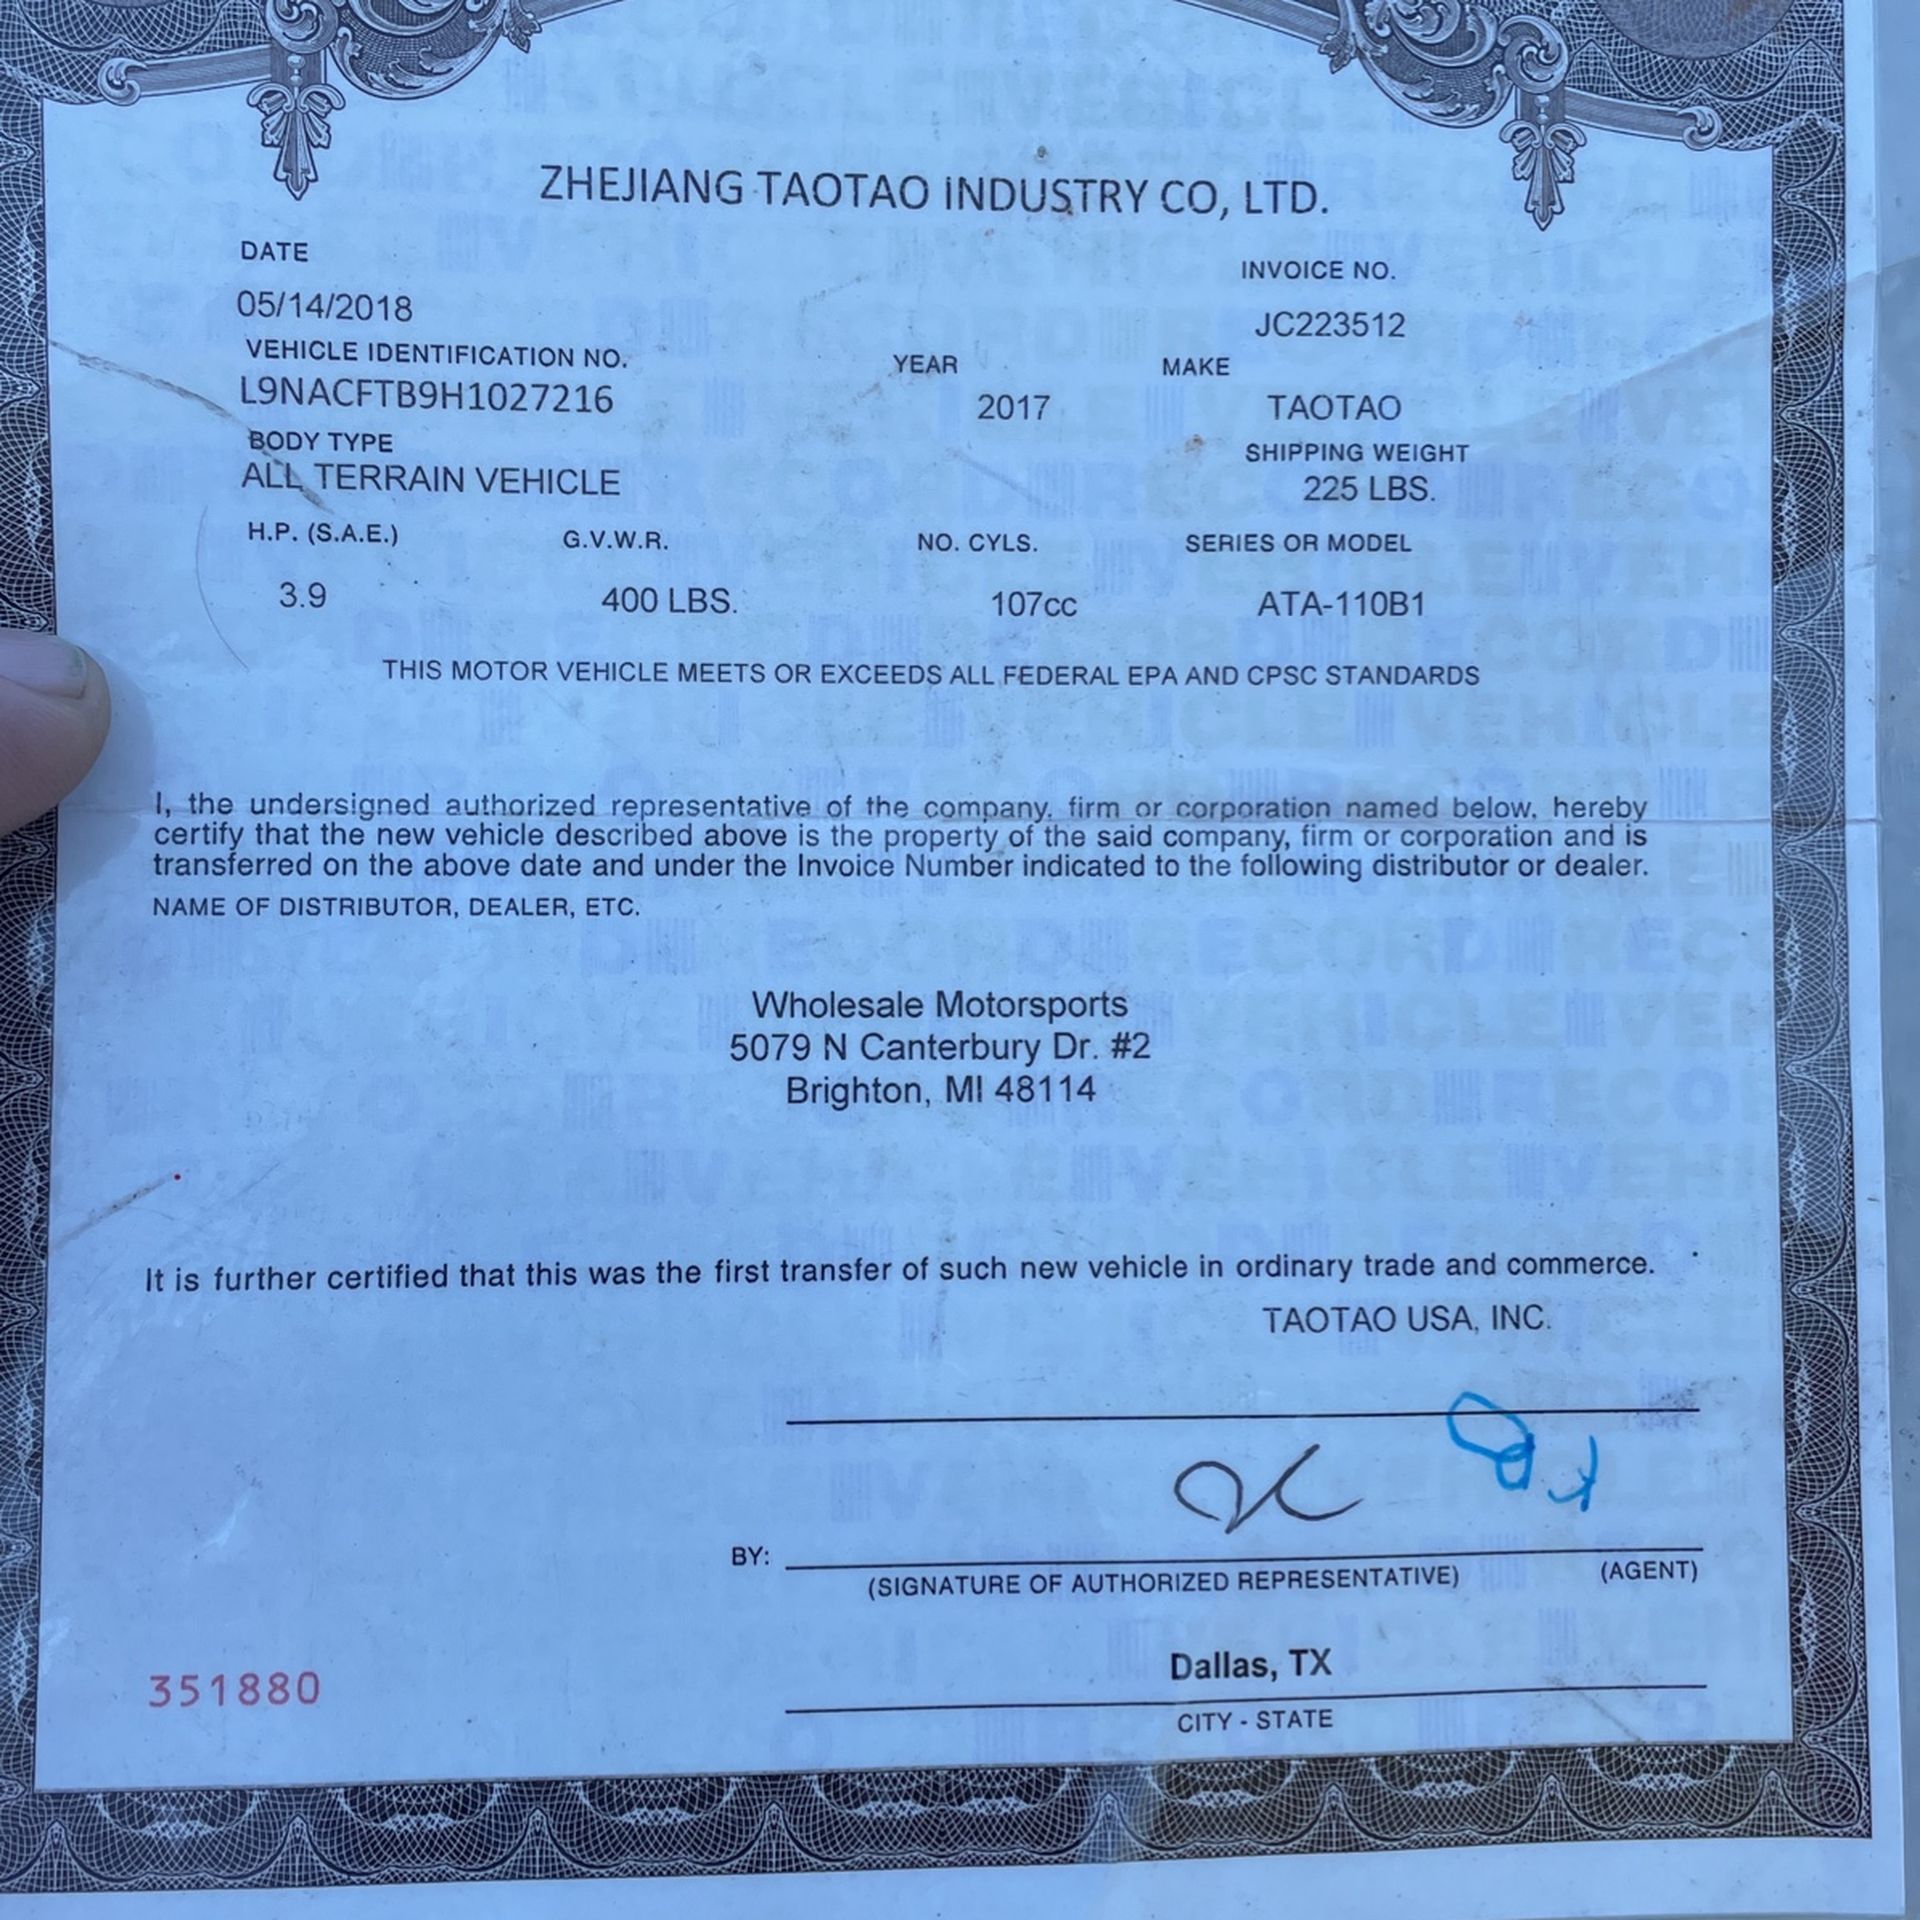 ZHEJIANG TAOTAO INDUSTRY CO, LTD.
DATE
INVOICE NO.
05/14/2018
JC223512
VEHICLE IDENTIFICATION NO.
YEAR
MAKE
L9NACFTB9H1027216
2017
TAOTAO
BODY TYPE
SHIPPING WEIGHT
ALL TERRAIN VEHICLE
225 LBS.
H.P. (S.A.E.)
G.V.W.R.
NO. CYLS.
SERIES OR MODEL
3.9
400 LBS.
107cc
ATA-110B1
THIS MOTOR VEHICLE MEETS OR EXCEEDS ALL FEDERAL EPA AND CPSC STANDARDS
I, the undersigned authorized representative of the company, firm or corporation named below, hereby
certify that the new vehicle described above is the property of the said company, firm or corporation and is
transferred on the above date and under the Invoice Number indicated to the following distributor or dealer.
NAME OF DISTRIBUTOR, DEALER, ETC.
Wholesale Motorsports
5079 N Canterbury Dr. #2
Brighton, MI 48114
It is further certified that this was the first transfer of such new vehicle in ordinary trade and commerce.
TAOTAO USA, INC.
BY:
(SIGNATURE OF AUTHORIZED REPRESENTATIVE) (AGENT)
Dallas, TX
351880
CITY - STATE